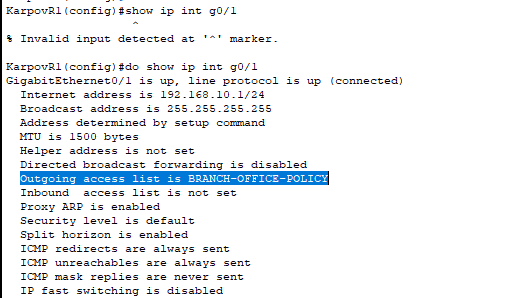 KarpovR1(config)#show ip int g0/1
^
% Invalid input detected at '^' marker.
KarpovR1(config)#do show ip int g0/1
GigabitEthernet0/1 is up, line protocol is up (connected)
Internet address is 192.168.10.1/24
Broadcast address is 255.255.255.255
Address determined by setup command
MTU is 1500 bytes
Helper address is not set
Directed broadcast forwarding is disabled
Outgoing access list is BRANCH-OFFICE-POLICY
Inbound  access list is not set
Proxy ARP is enabled
Security level is default
Split horizon is enabled
ICMP redirects are always sent
ICMP unreachables are always sent
ICMP mask replies are never sent
IP fast switching is disabled